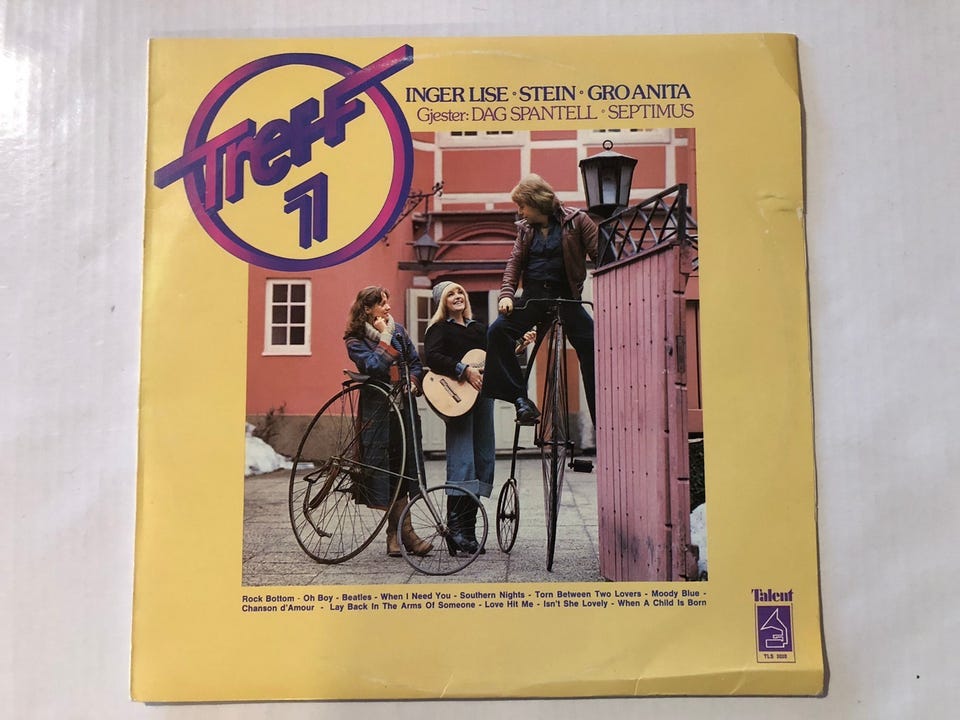 Treff
77
INGER LISE ∘ STEIN ∘ GRO ANITA
Gjester: DAG SPANTELL ∘ SEPTIMUS
Rock Bottom - Oh Boy - Beatles - When I Need You - Southern Nights - Torn Between Two Lovers - Moody Blue -
Chanson d'Amour - Lay Back In The Arms Of Someone - Love Hit Me - Isn't She Lovely - When A Child Is Born
Talent
TLS